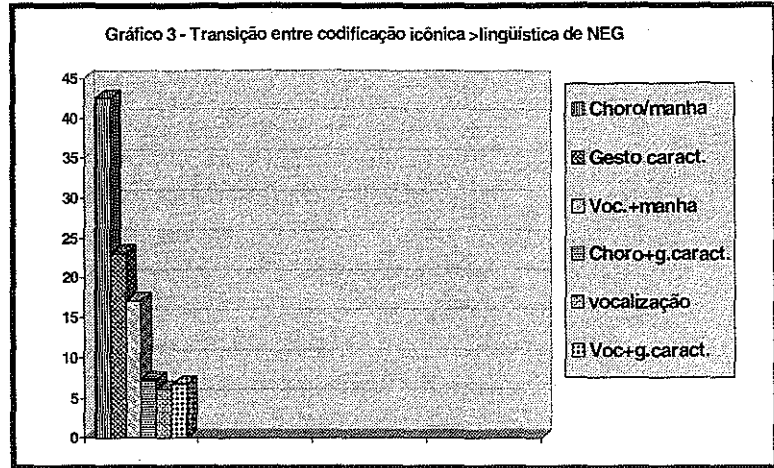 Gráfico 3 - Transição entre codificação icônica >lingüística de NEG
45
40
35
30
25
20
15
10
5
0
Choro/manha
Gesto caract.
Voc.+manha
Choro+g.caract.
vocalização
Voc+g.caract.